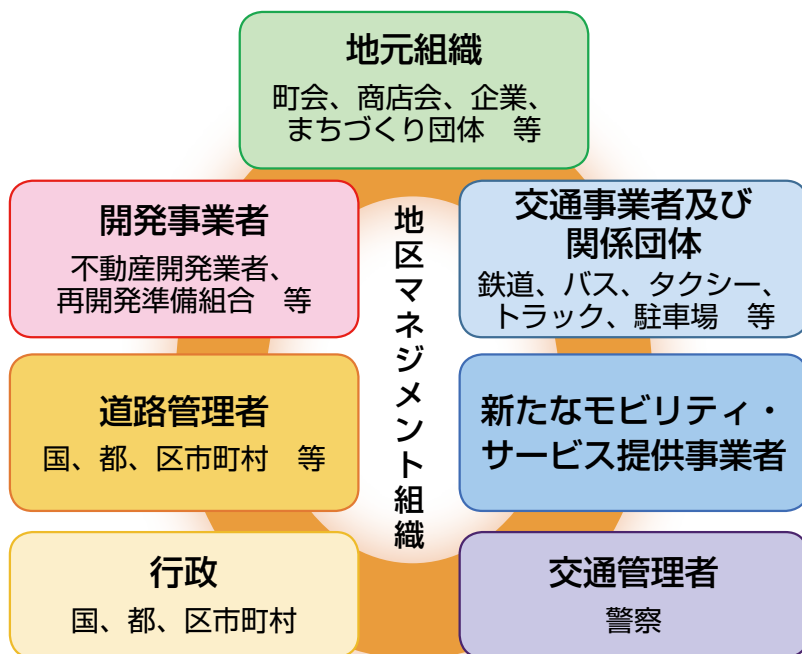 地元組織
町会、商店会、企業、
まちづくり団体　等
開発事業者
不動産開発業者、
再開発準備組合　等
交通事業者及び
関係団体
鉄道、バス、タクシー、
トラック、駐車場　等
地区マネジメント組織
道路管理者
国、都、区市町村　等
新たなモビリティ・
サービス提供事業者
行政
国、都、区市町村
交通管理者
警察